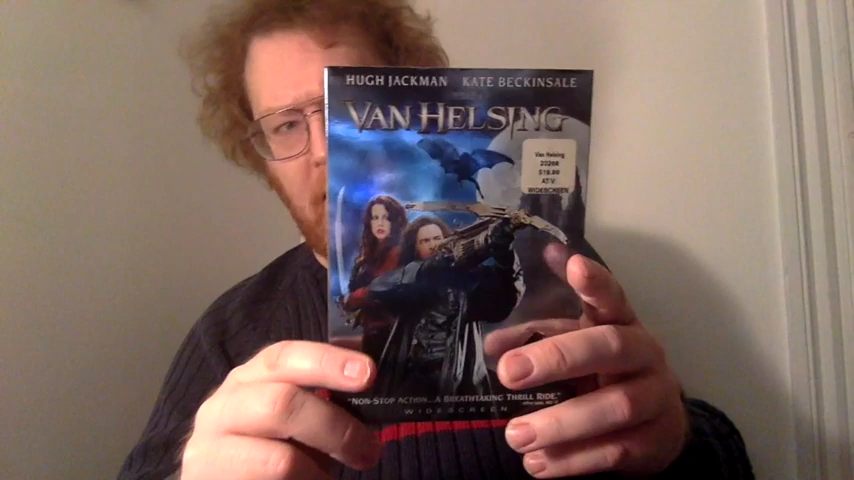 HUGH JACKMAN KATE BECKINSALE
VAN HELSING
Van Helsing
$19.99
WIDESCREEN
"NON-STOP ACTION...A BREATHTAKING THRILL RIDE."
WIDESCREEN